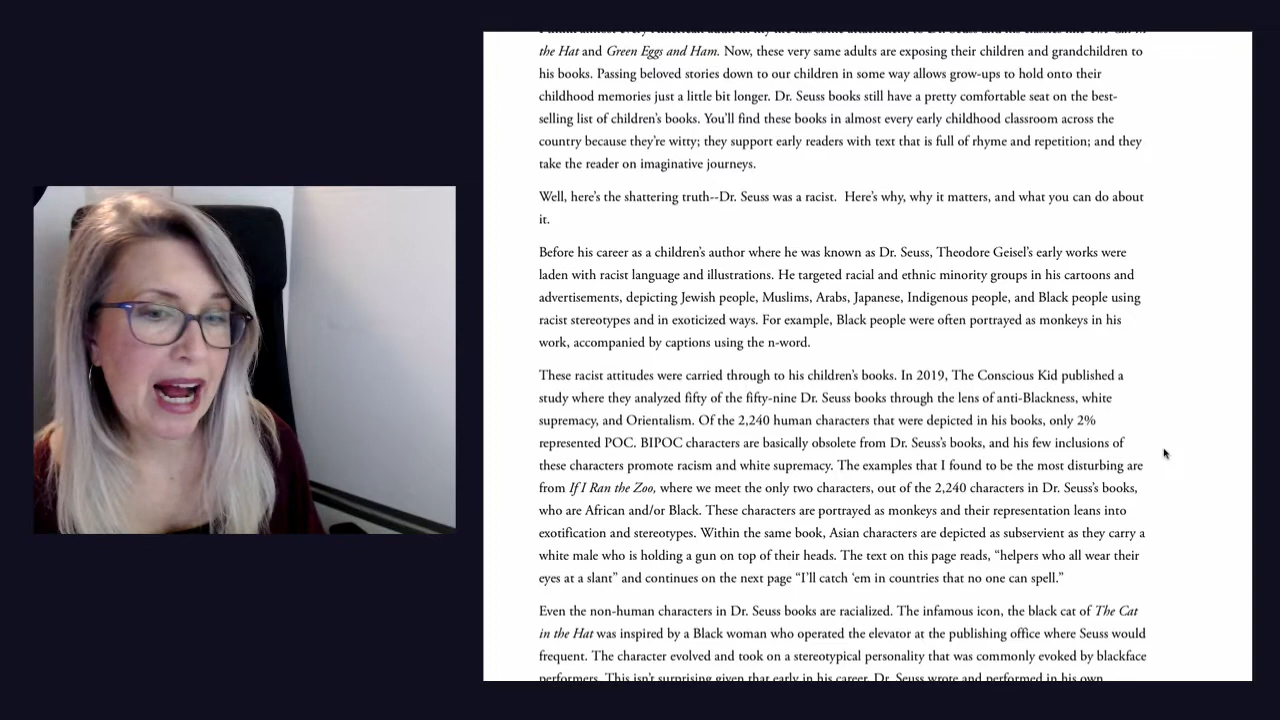 the Hat and Green Eggs and Ham. Now, these very same adults are exposing their children and grandchildren to
his books. Passing beloved stories down to our children in some way allows grow-ups to hold onto their
childhood memories just a little bit longer. Dr. Seuss books still have a pretty comfortable seat on the best-
selling list of children’s books. You’ll find these books in almost every early childhood classroom across the
country because they’re witty; they support early readers with text that is full of rhyme and repetition; and they
take the reader on imaginative journeys.
Well, here’s the shattering truth--Dr. Seuss was a racist.  Here’s why, why it matters, and what you can do about
it.
Before his career as a children’s author where he was known as Dr. Seuss, Theodore Geisel’s early works were
laden with racist language and illustrations. He targeted racial and ethnic minority groups in his cartoons and
advertisements, depicting Jewish people, Muslims, Arabs, Japanese, Indigenous people, and Black people using
racist stereotypes and in exoticized ways. For example, Black people were often portrayed as monkeys in his
work, accompanied by captions using the n-word.
These racist attitudes were carried through to his children’s books. In 2019, The Conscious Kid published a
study where they analyzed fifty of the fifty-nine Dr. Seuss books through the lens of anti-Blackness, white
supremacy, and Orientalism. Of the 2,240 human characters that were depicted in his books, only 2%
represented POC. BIPOC characters are basically obsolete from Dr. Seuss’s books, and his few inclusions of
these characters promote racism and white supremacy. The examples that I found to be the most disturbing are
from If I Ran the Zoo, where we meet the only two characters, out of the 2,240 characters in Dr. Seuss’s books,
who are African and/or Black. These characters are portrayed as monkeys and their representation leans into
exotification and stereotypes. Within the same book, Asian characters are depicted as subservient as they carry a
white male who is holding a gun on top of their heads. The text on this page reads, “helpers who all wear their
eyes at a slant” and continues on the next page “I’ll catch ‘em in countries that no one can spell.”
Even the non-human characters in Dr. Seuss books are racialized. The infamous icon, the black cat of The Cat
in the Hat was inspired by a Black woman who operated the elevator at the publishing office where Seuss would
frequent. The character evolved and took on a stereotypical personality that was commonly evoked by blackface
performers. This isn’t surprising given that early in his career, Dr. Seuss wrote and performed in his own